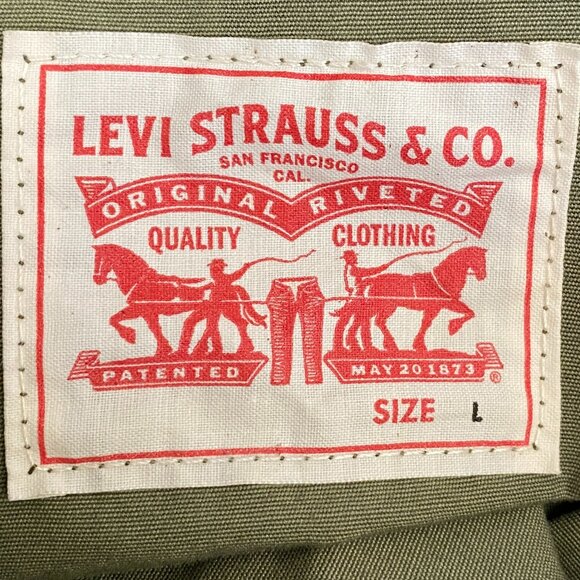 LEVI STRAUSS & CO.
SAN FRANCISCO
CAL.
ORIGINAL RIVETED
QUALITY CLOTHING
PATENTED MAY 20 1873 ®
SIZE L